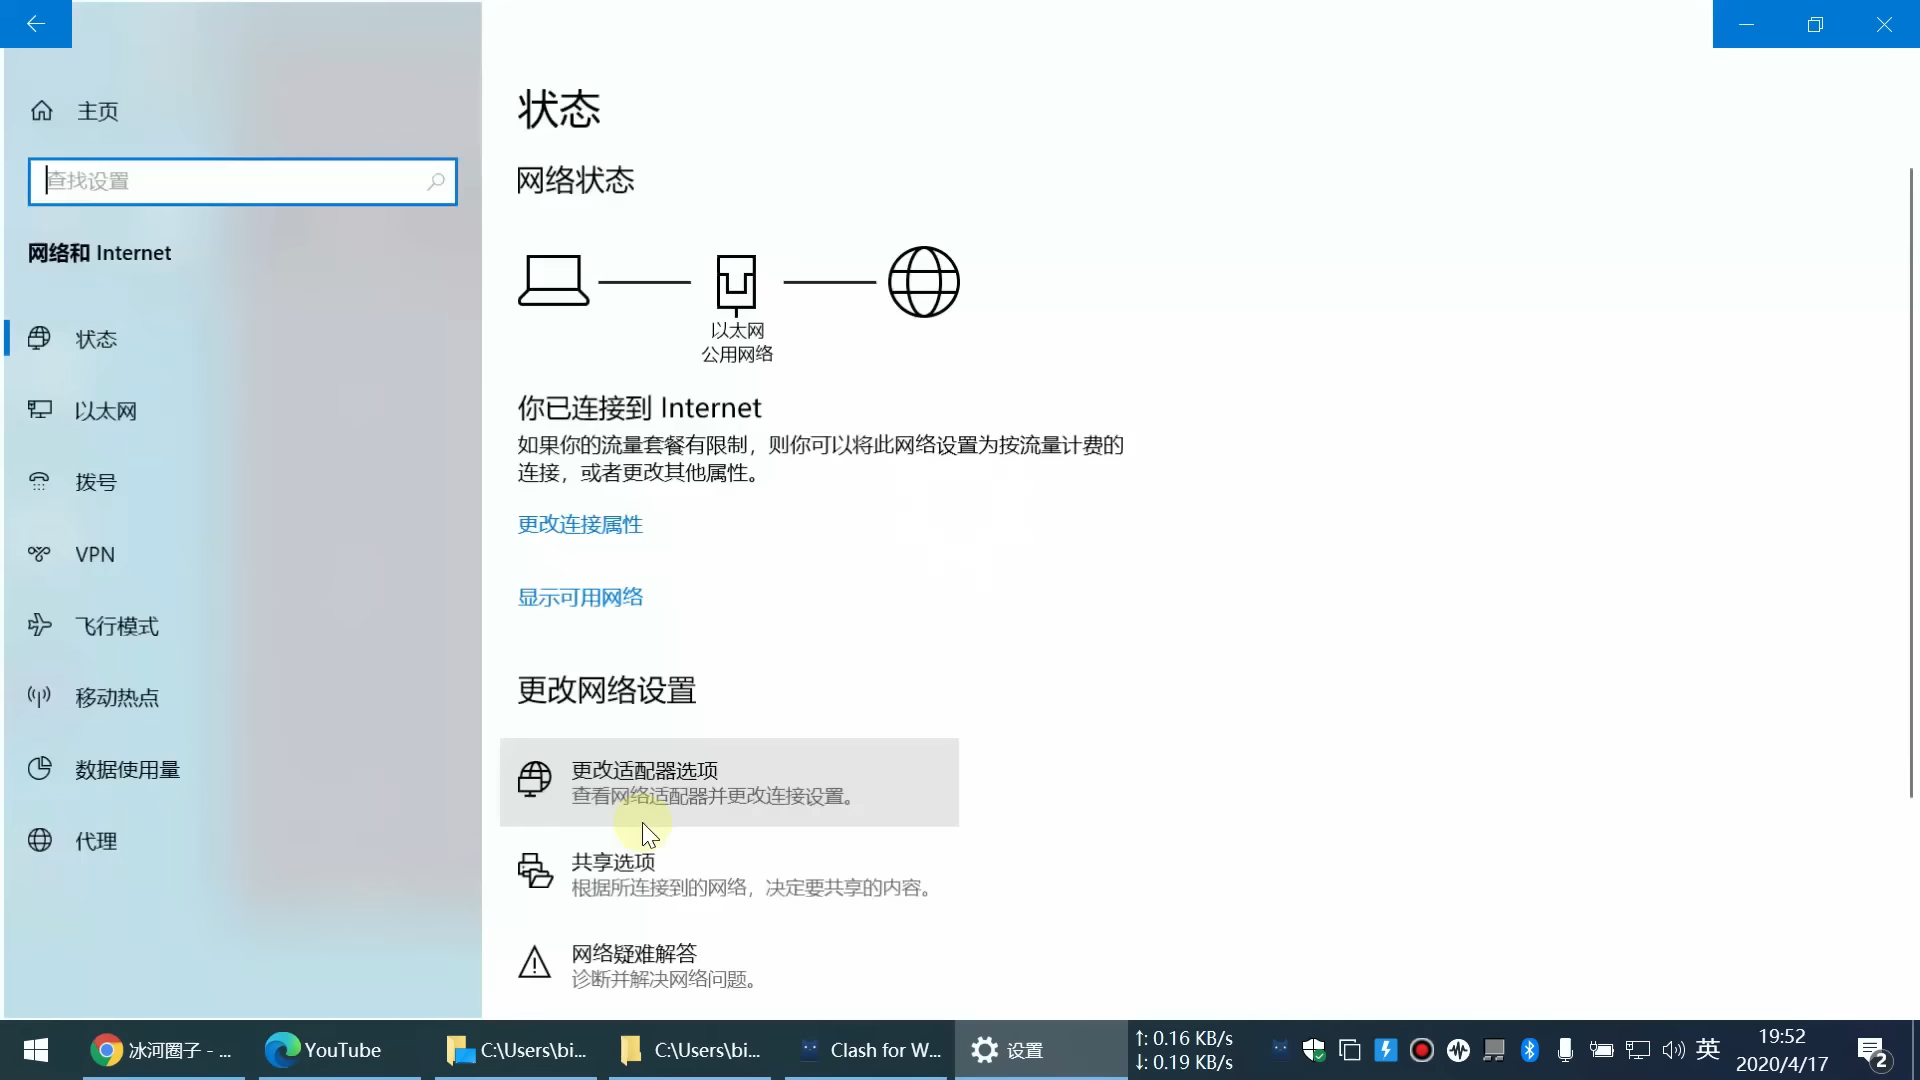 主页
查找设置
网络和 Internet
状态
以太网
拨号
VPN
飞行模式
移动热点
数据使用量
代理
状态
网络状态
以太网
公用网络
你已连接到 Internet
如果你的流量套餐有限制，则你可以将此网络设置为按流量计费的
连接，或者更改其他属性。
更改连接属性
显示可用网络
更改网络设置
更改适配器选项
查看网络适配器并更改连接设置。
共享选项
根据所连接到的网络，决定要共享的内容。
网络疑难解答
诊断并解决网络问题。
冰河圈子 - ...
YouTube
C:\Users\bi...
C:\Users\bi...
Clash for W...
设置
↑: 0.16 KB/s
↓: 0.19 KB/s
英
19:52
2020/4/17
2